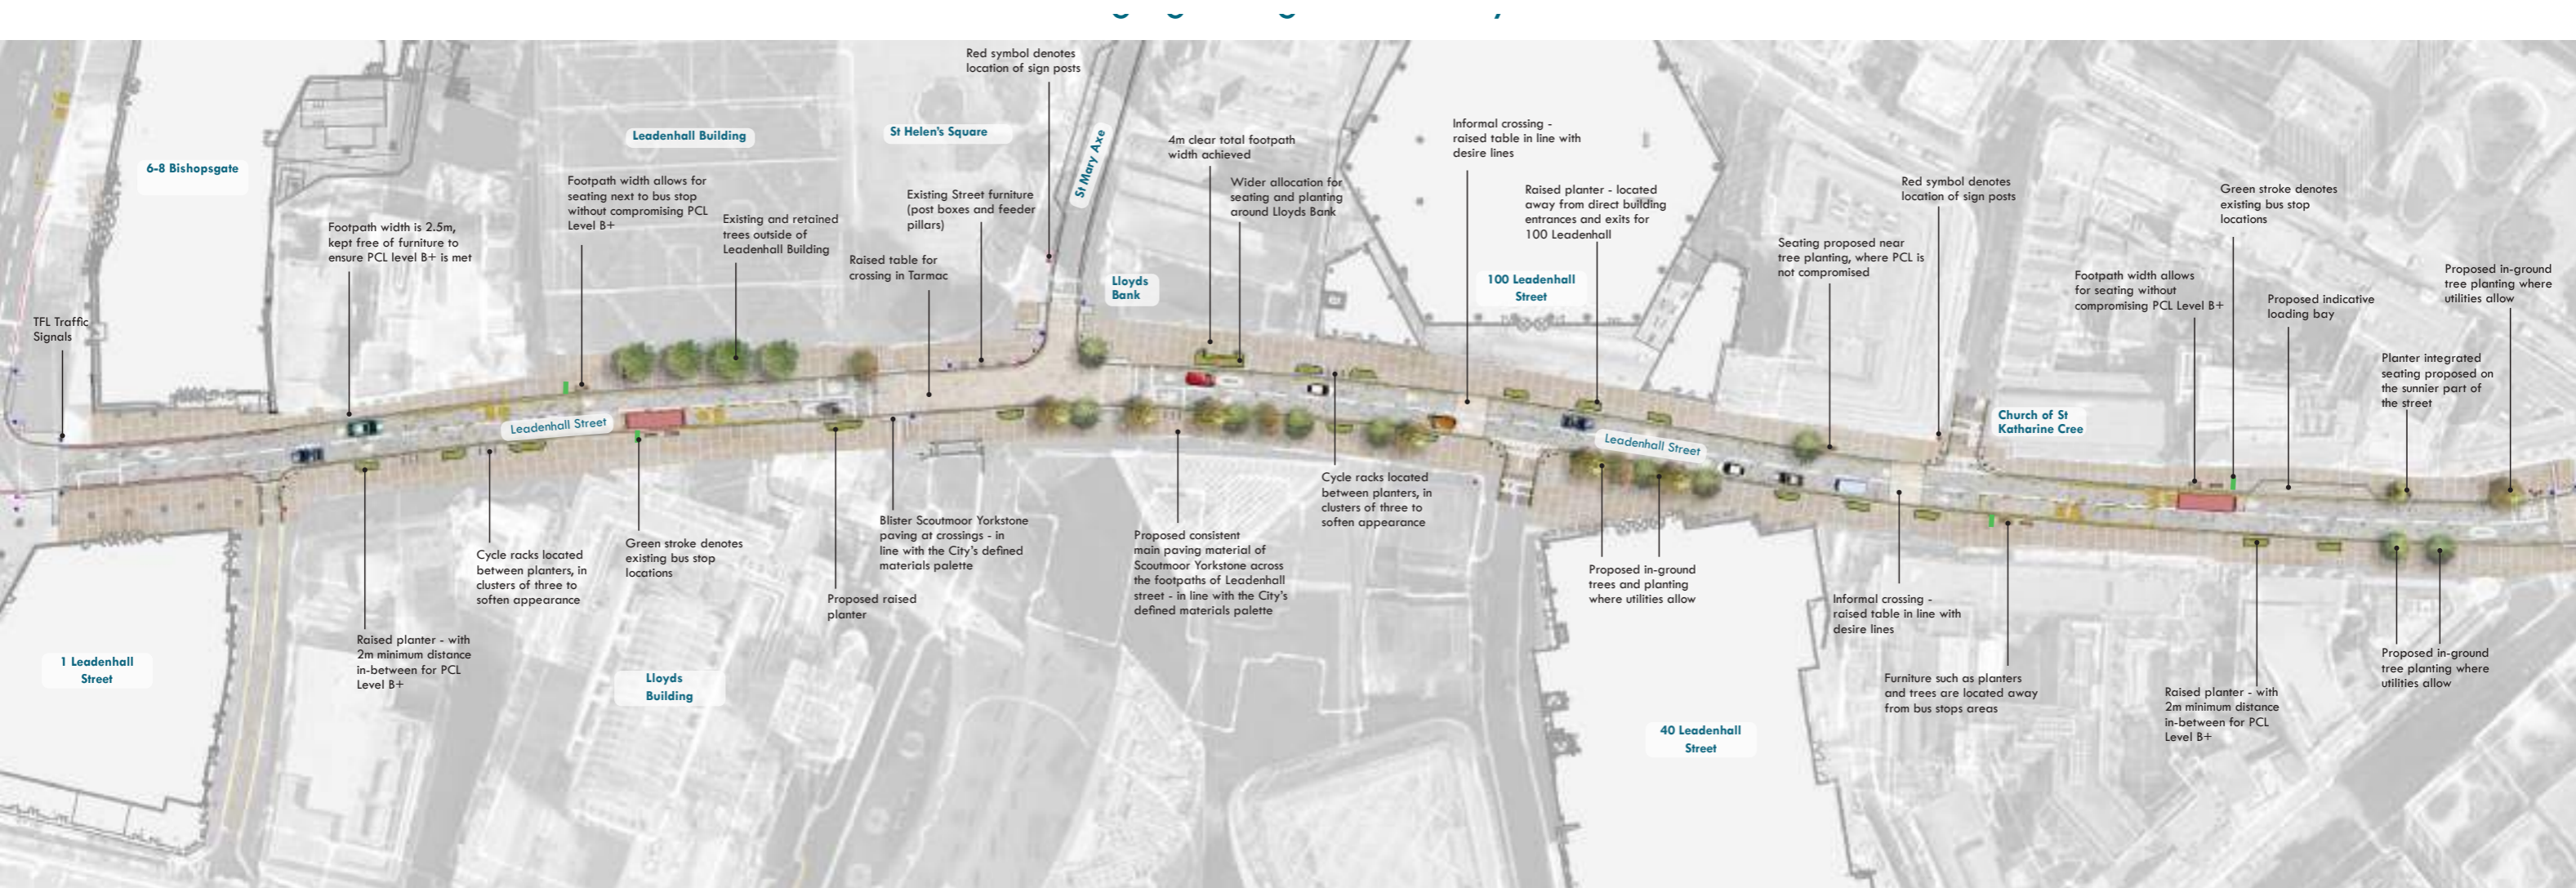 Red symbol denotes
location of sign posts
6-8 Bishopsgate
Leadenhall Building
St Helen's Square
St Mary Axe
4m clear total footpath
width achieved
Informal crossing -
raised table in line with
desire lines
Footpath width is 2.5m,
kept free of furniture to
ensure PCL level B+ is met
Footpath width allows for
seating next to bus stop
without compromising PCL
Level B+
Existing and retained
trees outside of
Leadenhall Building
Existing Street furniture
(post boxes and feeder
pillars)
Raised table for
crossing in Tarmac
Wider allocation for
seating and planting
around Lloyds Bank
Lloyds
Bank
Raised planter - located
away from direct building
entrances and exits for
100 Leadenhall
100 Leadenhall
Street
Seating proposed near
tree planting, where PCL is
not compromised
Red symbol denotes
location of sign posts
Footpath width allows
for seating without
compromising PCL Level B+
Green stroke denotes
existing bus stop
locations
Proposed indicative
loading bay
Proposed in-ground
tree planting where
utilities allow
Planter integrated
seating proposed on
the sunnier part of
the street
TFL Traffic
Signals
Leadenhall Street
Leadenhall Street
Church of St
Katharine Cree
Raised planter - with
2m minimum distance
in-between for PCL
Level B+
Cycle racks located
between planters, in
clusters of three to
soften appearance
Green stroke denotes
existing bus stop
locations
Proposed raised
planter
Blister Scoutmoor Yorkstone
paving at crossings - in
line with the City's defined
materials palette
Proposed consistent
main paving material of
Scoutmoor Yorkstone across
the footpaths of Leadenhall
street - in line with the City's
defined materials palette
Cycle racks located
between planters, in
clusters of three to
soften appearance
Proposed in-ground
trees and planting
where utilities allow
Informal crossing -
raised table in line with
desire lines
Furniture such as planters
and trees are located away
from bus stops areas
Raised planter - with
2m minimum distance
in-between for PCL
Level B+
Proposed in-ground
tree planting where
utilities allow
1 Leadenhall
Street
Lloyds
Building
40 Leadenhall
Street